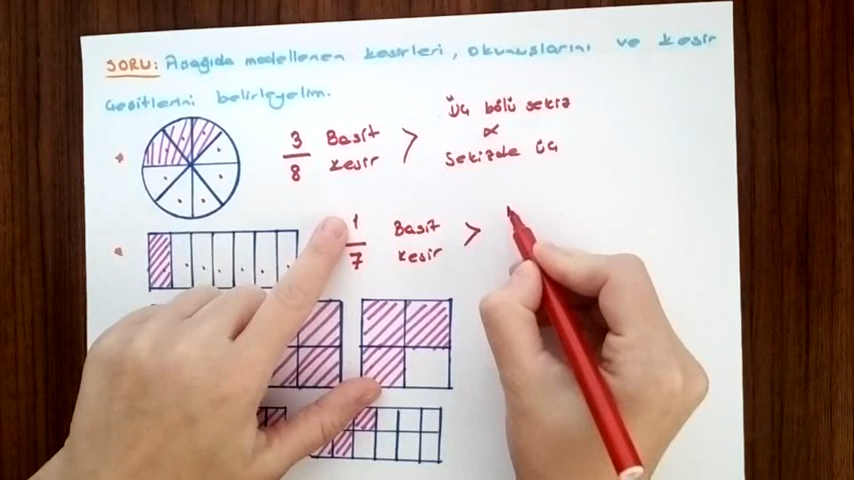 SORU: Aşağıda modellenen kesirleri, okunuşlarını ve kesir
çeşitlerini belirleyelim.
3/8 Basit kesir > üç bölü sekiz
∝
sekizde üç
1/7 Basit kesir >